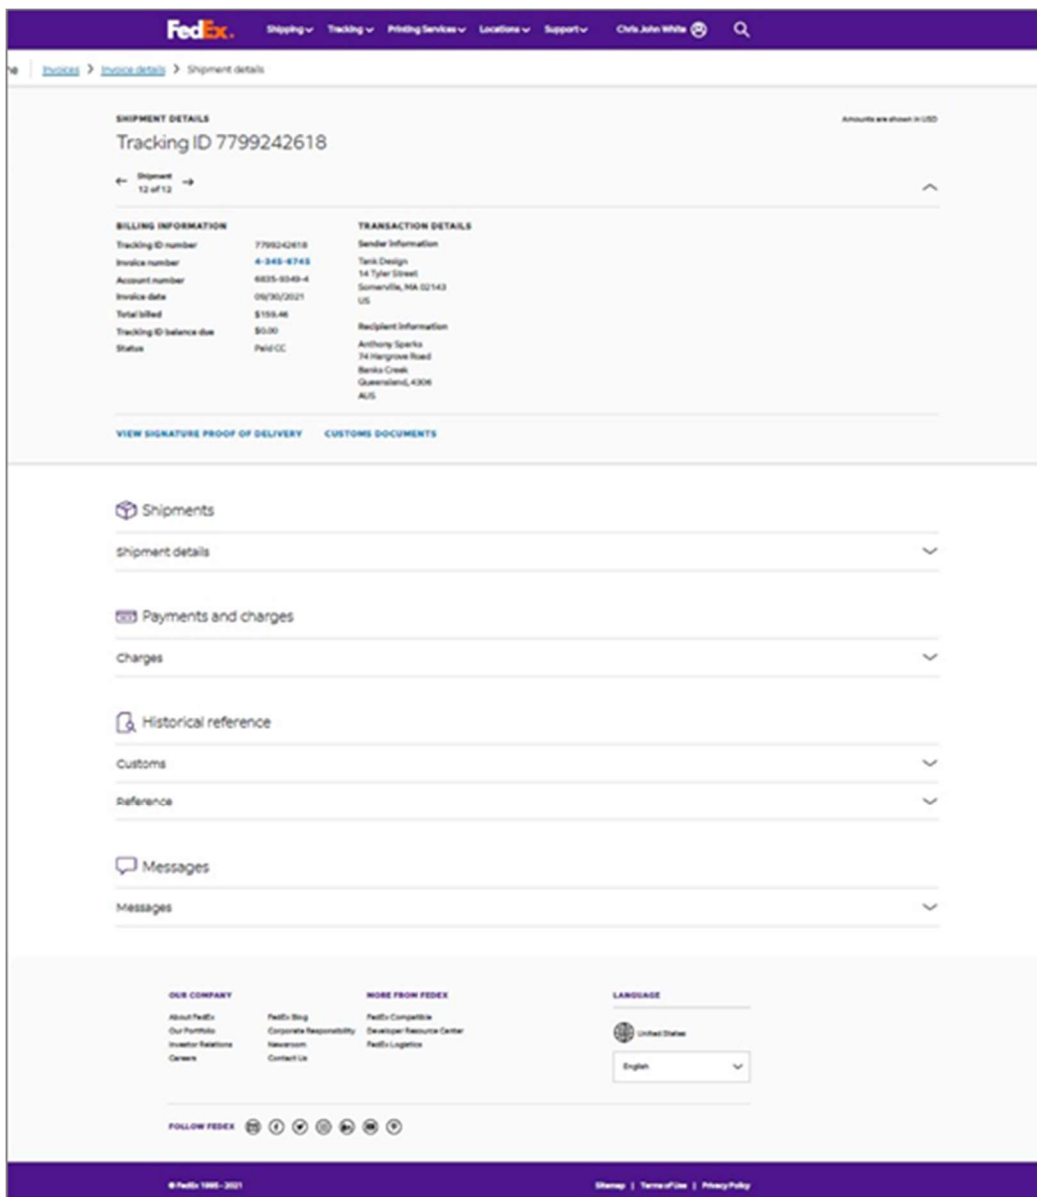 FedEx.
Shipping Tracking Printing Services Locations Support Chris John White
Invoices > Invoice details > Shipment details
SHIPMENT DETAILS
Amounts are shown in USD
Tracking ID 7799242618
Shipment
12 of 12
BILLING INFORMATION
Tracking ID number 7799242618
Invoice number 4-345-6745
Account number 6835-9349-4
Invoice date 09/30/2021
Total billed $159.46
Tracking ID balance due $0.00
Status Paid CC
TRANSACTION DETAILS
Sender information
Tank Design
14 Tyler Street
Somerville, MA 02143
US
Recipient information
Anthony Sparks
74 Hargrove Road
Banks Creek
Queensland, 4306
AUS
VIEW SIGNATURE PROOF OF DELIVERY CUSTOMS DOCUMENTS
Shipments
Shipment details
Payments and charges
Charges
Historical reference
Customs
Reference
Messages
Messages
OUR COMPANY
About FedEx
Our Portfolio
Investor Relations
Careers
FedEx Blog
Corporate Responsibility
Newsroom
Contact Us
MORE FROM FEDEX
FedEx Compatible
Developer Resource Center
FedEx Logistics
LANGUAGE
United States
English
FOLLOW FEDEX
© FedEx 1995-2021
Sitemap | Terms of Use | Privacy Policy